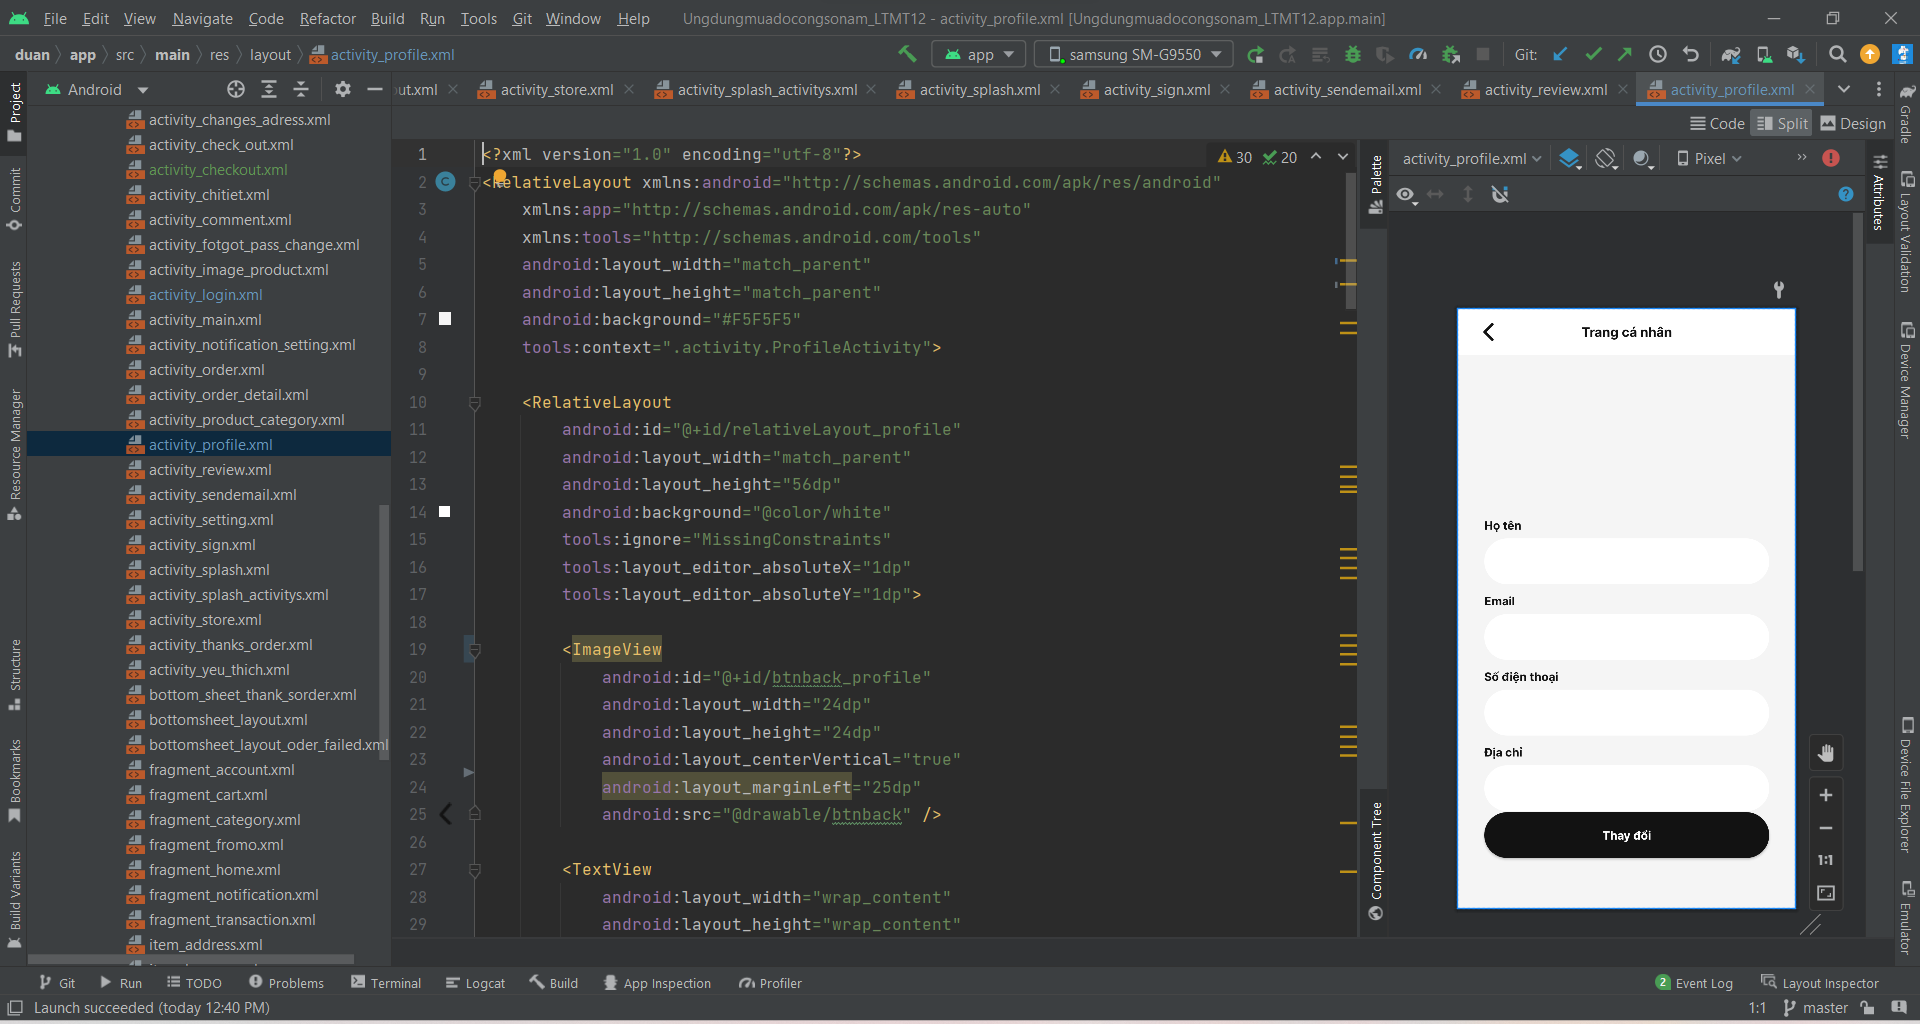 File Edit View Navigate Code Refactor Build Run Tools Git Window Help Ungdungmuadocongsonam_LTMT12 - activity_profile.xml [Ungdungmuadocongsonam_LTMT12.app.main]
duan app src main res layout activity_profile.xml app samsung SM-G9550 Git:
Android
out.xml activity_store.xml activity_splash_activitys.xml activity_splash.xml activity_sign.xml activity_sendemail.xml activity_review.xml activity_profile.xml
Code Split Design
Project
Commit
Pull Requests
Resource Manager
Structure
Bookmarks
Build Variants
activity_changes_adress.xml
activity_check_out.xml
activity_checkout.xml
activity_chitiet.xml
activity_comment.xml
activity_fotgot_pass_change.xml
activity_image_product.xml
activity_login.xml
activity_main.xml
activity_notification_setting.xml
activity_order.xml
activity_order_detail.xml
activity_product_category.xml
activity_profile.xml
activity_review.xml
activity_sendemail.xml
activity_setting.xml
activity_sign.xml
activity_splash.xml
activity_splash_activitys.xml
activity_store.xml
activity_thanks_order.xml
activity_yeu_thich.xml
bottom_sheet_thank_sorder.xml
bottomsheet_layout.xml
bottomsheet_layout_oder_failed.xml
fragment_account.xml
fragment_cart.xml
fragment_category.xml
fragment_fromo.xml
fragment_home.xml
fragment_notification.xml
fragment_transaction.xml
item_address.xml
1 <?xml version="1.0" encoding="utf-8"?>
2 <RelativeLayout xmlns:android="http://schemas.android.com/apk/res/android"
3 xmlns:app="http://schemas.android.com/apk/res-auto"
4 xmlns:tools="http://schemas.android.com/tools"
5 android:layout_width="match_parent"
6 android:layout_height="match_parent"
7 android:background="#F5F5F5"
8 tools:context=".activity.ProfileActivity">
9
10 <RelativeLayout
11 android:id="@+id/relativeLayout_profile"
12 android:layout_width="match_parent"
13 android:layout_height="56dp"
14 android:background="@color/white"
15 tools:ignore="MissingConstraints"
16 tools:layout_editor_absoluteX="1dp"
17 tools:layout_editor_absoluteY="1dp">
18
19 <ImageView
20 android:id="@+id/btnback_profile"
21 android:layout_width="24dp"
22 android:layout_height="24dp"
23 android:layout_centerVertical="true"
24 android:layout_marginLeft="25dp"
25 android:src="@drawable/btnback" />
26
27 <TextView
28 android:layout_width="wrap_content"
29 android:layout_height="wrap_content"
30 20
Palette
Component Tree
activity_profile.xml Pixel
Trang cá nhân
Họ tên
Email
Số điện thoại
Địa chỉ
Thay đổi
1:1
Attributes
Gradle
Layout Validation
Device Manager
Device File Explorer
Emulator
Git Run TODO Problems Terminal Logcat Build App Inspection Profiler 2 Event Log Layout Inspector
Launch succeeded (today 12:40 PM) 1:1 master